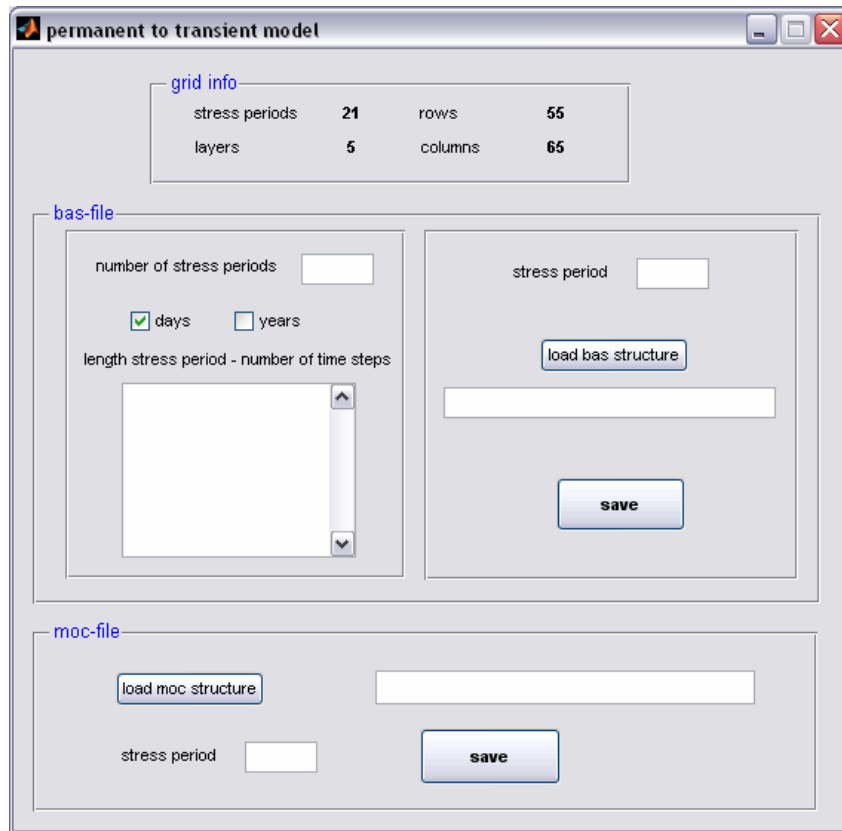 permanent to transient model
grid info
stress periods 21 rows 55
layers 5 columns 65
bas-file
number of stress periods
days years
length stress period - number of time steps
stress period
load bas structure
save
moc-file
load moc structure
stress period
save